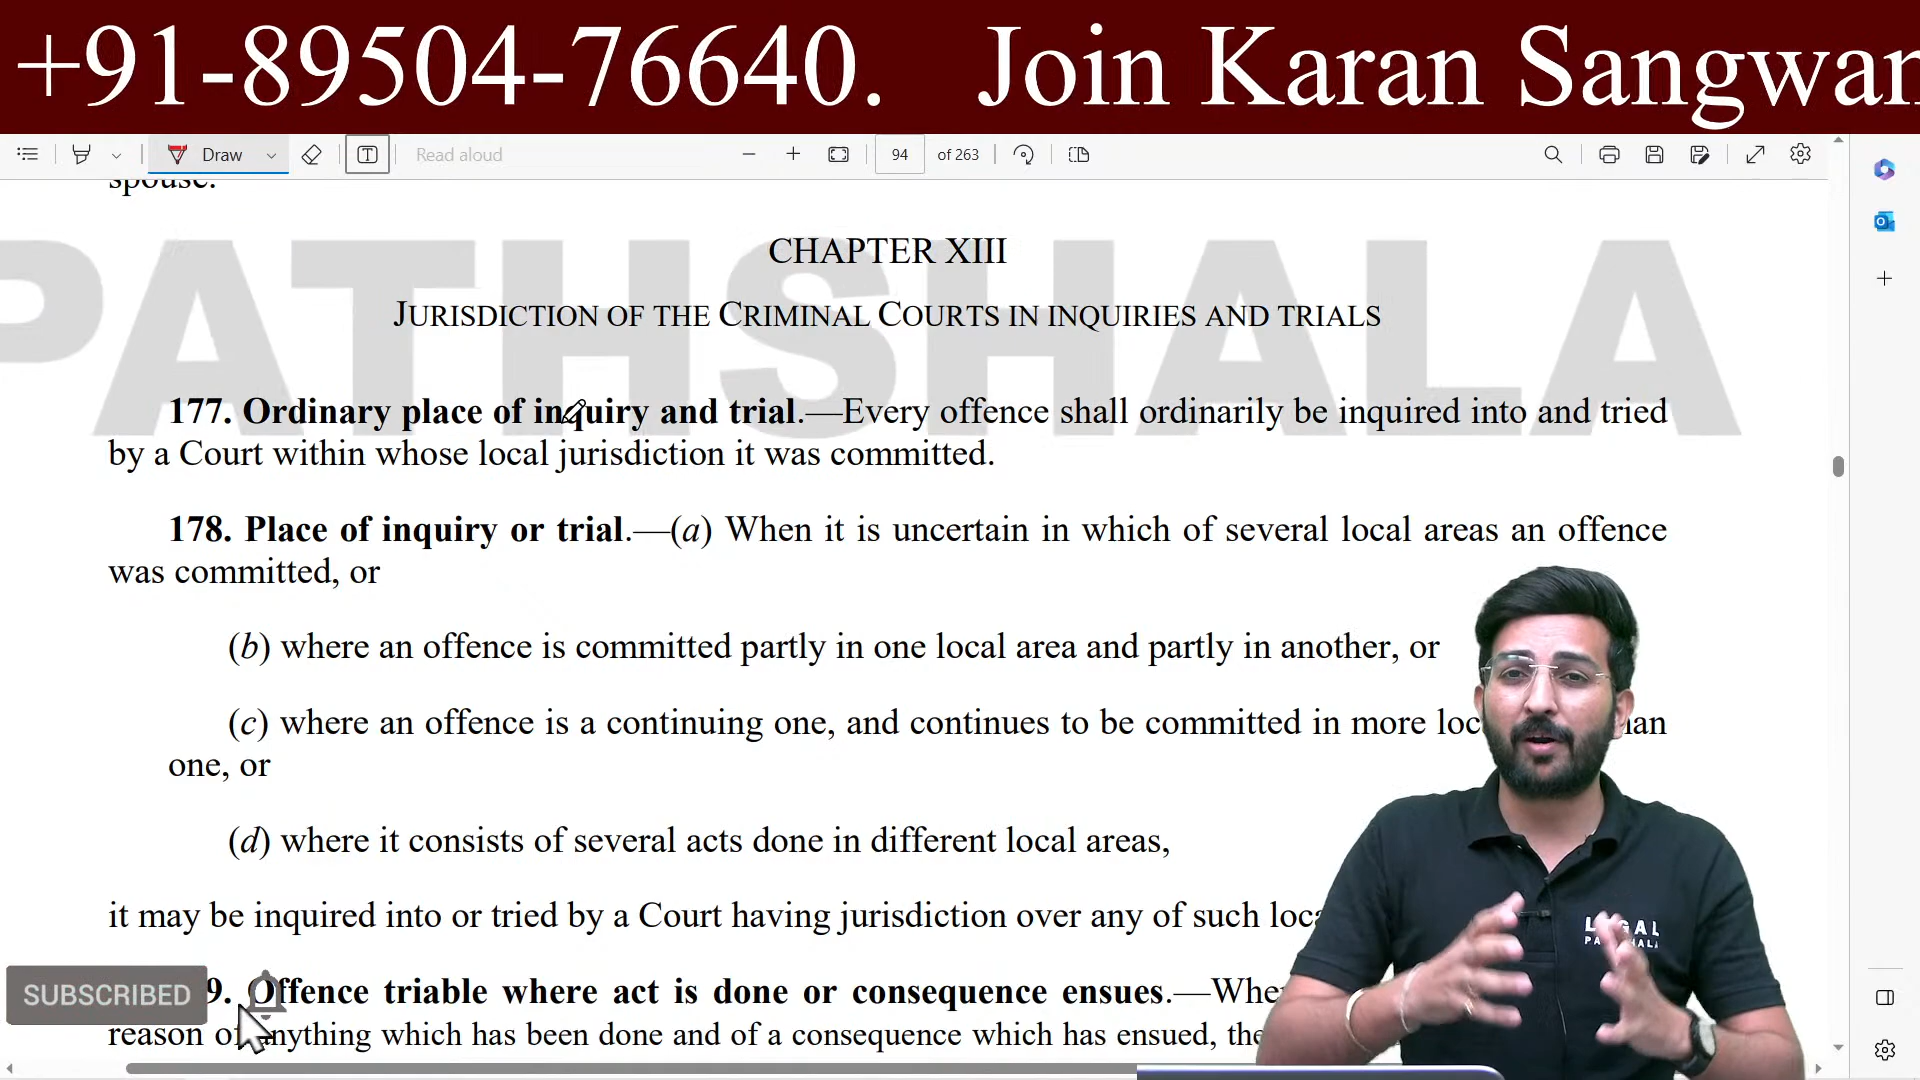 +91-89504-76640. Join Karan Sangwan
Draw
Read aloud
94 of 263
spouse.
PATHSHALA
CHAPTER XIII
JURISDICTION OF THE CRIMINAL COURTS IN INQUIRIES AND TRIALS
177. Ordinary place of inquiry and trial.—Every offence shall ordinarily be inquired into and tried
by a Court within whose local jurisdiction it was committed.
178. Place of inquiry or trial.—(a) When it is uncertain in which of several local areas an offence
was committed, or
(b) where an offence is committed partly in one local area and partly in another, or
(c) where an offence is a continuing one, and continues to be committed in more loc
one, or
(d) where it consists of several acts done in different local areas,
it may be inquired into or tried by a Court having jurisdiction over any of such loc
9. Offence triable where act is done or consequence ensues.—Whe
reason of anything which has been done and of a consequence which has ensued, the
SUBSCRIBED